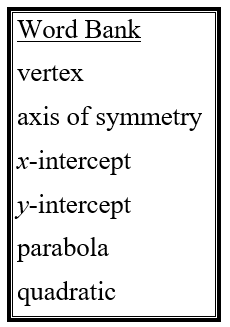 Word Bank
vertex
axis of symmetry
x-intercept
y-intercept
parabola
quadratic